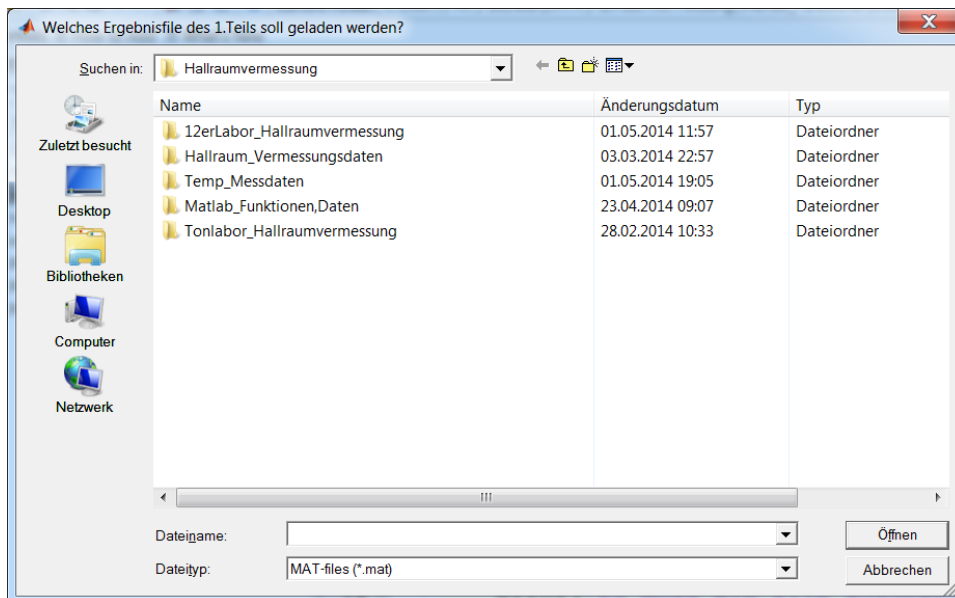 Welches Ergebnisfile des 1.Teils soll geladen werden?
Suchen in: Hallraumvermessung
Zuletzt besucht
Desktop
Bibliotheken
Computer
Netzwerk
Name Änderungsdatum Typ
12erLabor_Hallraumvermessung 01.05.2014 11:57 Dateiordner
Hallraum_Vermessungsdaten 03.03.2014 22:57 Dateiordner
Temp_Messdaten 01.05.2014 19:05 Dateiordner
Matlab_Funktionen,Daten 23.04.2014 09:07 Dateiordner
Tonlabor_Hallraumvermessung 28.02.2014 10:33 Dateiordner
Dateiname: Öffnen
Dateityp: MAT-files (*.mat) Abbrechen